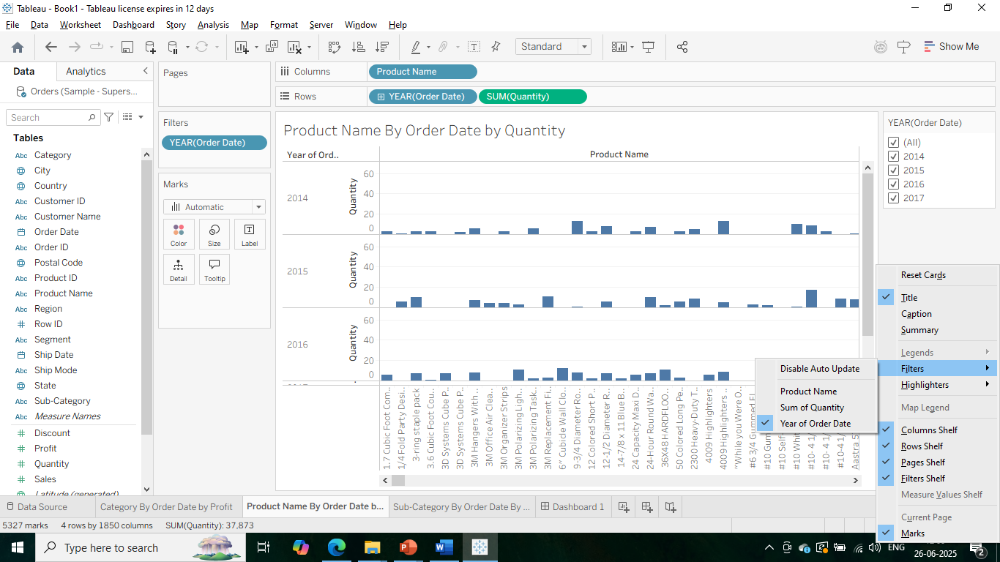 Tableau - Book1 - Tableau license expires in 12 days
File Data Worksheet Dashboard Story Analysis Map Format Server Window Help
Standard
Show Me
Data Analytics
Orders (Sample - Supers...
Search
Tables
Abc Category
City
Country
Abc Customer ID
Abc Customer Name
Order Date
Abc Order ID
Postal Code
Abc Product ID
Abc Product Name
Abc Region
Row ID
Abc Segment
Ship Date
Abc Ship Mode
State
Abc Sub-Category
Abc Measure Names
Discount
Profit
Quantity
Sales
Latitude (generated)
Pages
Filters
YEAR(Order Date)
Marks
Automatic
Color Size Label
Detail Tooltip
Columns Product Name
Rows YEAR(Order Date) SUM(Quantity)
Product Name By Order Date by Quantity
Year of Ord.. Product Name
2014 Quantity 60 40 20 0
2015 Quantity 60 40 20 0
2016 Quantity 60 40 20 0
1.7 Cubic Foot Com..
1/4 Fold Party Desi..
3-ring staple pack
3.6 Cubic Foot Cou..
3D Systems Cube P..
3D Systems Cube P..
3M Hangers With ..
3M Office Air Clea..
3M Organizer Strips
3M Polarizing Ligh..
3M Polarizing Task..
3M Replacement Fi..
6" Cubicle Wall Clo..
9-3/4 Diameter Ro..
12 Colored Short P..
12-1/2 Diameter R..
14-7/8 x 11 Blue B..
24 Capacity Maxi D..
24-Hour Round Wa..
36X48 HARDFLOO..
50 Colored Long Pe..
2300 Heavy-Duty T..
4009 Highlighters
4009 Highlighters ..
"While you Were O..
#6 3/4 Gummed Fl
#10 Gum
#10 Self-
#10 Whit
#10- 4 1/
#10- 4 1/
#10-4 1/
Aastra 5
YEAR(Order Date)
(All)
2014
2015
2016
2017
Reset Cards
Title
Caption
Summary
Legends
Filters
Highlighters
Map Legend
Columns Shelf
Rows Shelf
Pages Shelf
Filters Shelf
Measure Values Shelf
Current Page
Marks
Disable Auto Update
Product Name
Sum of Quantity
Year of Order Date
Data Source Category By Order Date by Profit Product Name By Order Date b... Sub-Category By Order Date By ... Dashboard 1
5327 marks 4 rows by 1850 columns SUM(Quantity): 37,873
Type here to search
ENG
26-06-2025
2